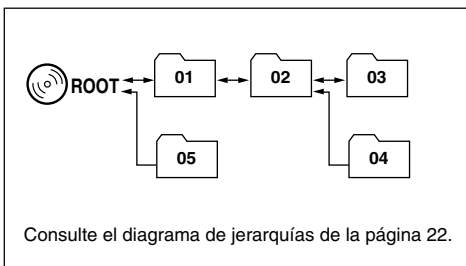 ROOT 01 02 03
05 04
Consulte el diagrama de jerarquías de la página 22.